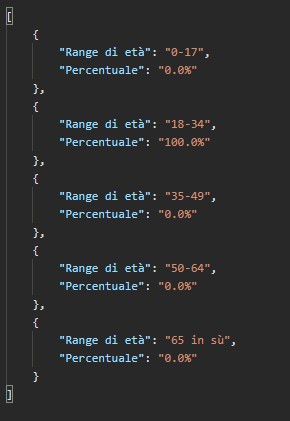 [
    {
        "Range di età": "0-17",
        "Percentuale": "0.0%"
    },
    {
        "Range di età": "18-34",
        "Percentuale": "100.0%"
    },
    {
        "Range di età": "35-49",
        "Percentuale": "0.0%"
    },
    {
        "Range di età": "50-64",
        "Percentuale": "0.0%"
    },
    {
        "Range di età": "65 in sù",
        "Percentuale": "0.0%"
    }
]